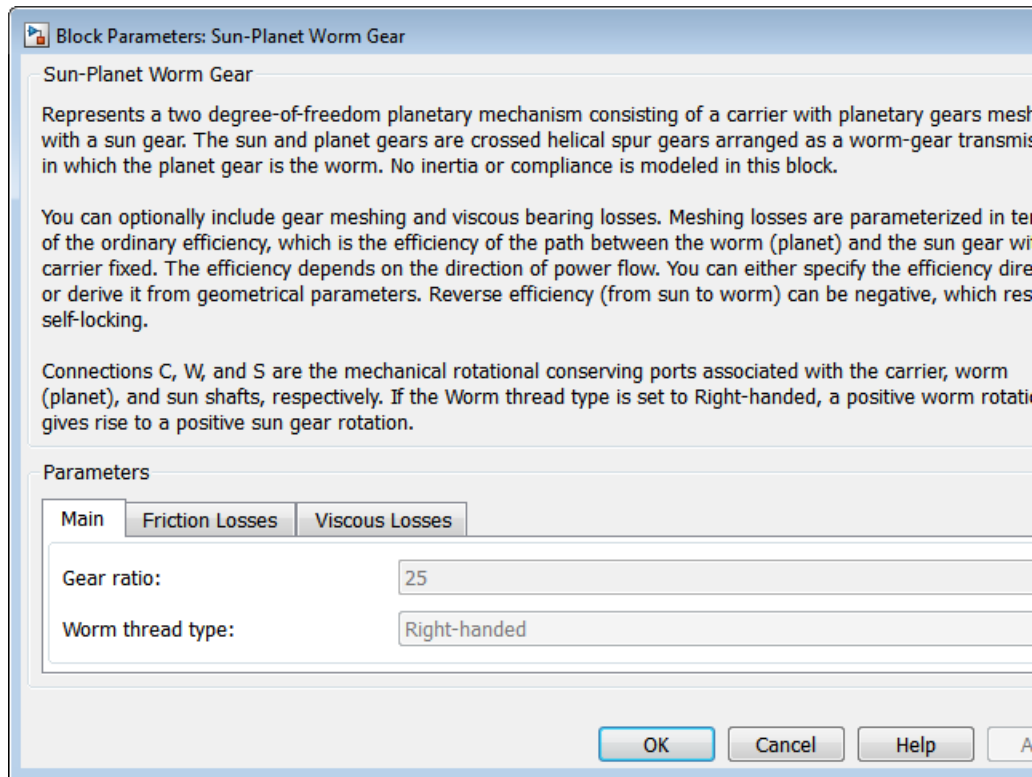 Block Parameters: Sun-Planet Worm Gear
Sun-Planet Worm Gear
Represents a two degree-of-freedom planetary mechanism consisting of a carrier with planetary gears
with a sun gear. The sun and planet gears are crossed helical spur gears arranged as a worm-gear
in which the planet gear is the worm. No inertia or compliance is modeled in this block.
You can optionally include gear meshing and viscous bearing losses. Meshing losses are parameterized in
of the ordinary efficiency, which is the efficiency of the path between the worm (planet) and the sun gear
carrier fixed. The efficiency depends on the direction of power flow. You can either specify the efficiency
or derive it from geometrical parameters. Reverse efficiency (from sun to worm) can be negative, which
self-locking.
Connections C, W, and S are the mechanical rotational conserving ports associated with the carrier, worm
(planet), and sun shafts, respectively. If the Worm thread type is set to Right-handed, a positive worm
gives rise to a positive sun gear rotation.
Parameters
Main Friction Losses Viscous Losses
Gear ratio: 25
Worm thread type: Right-handed
OK Cancel Help